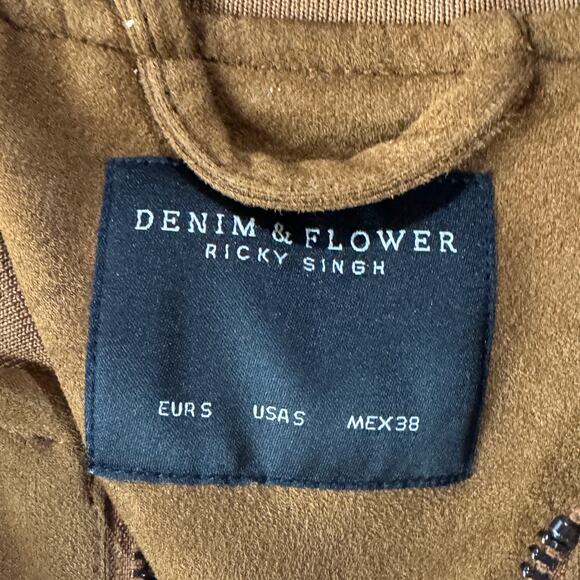 DENIM & FLOWER
RICKY SINGH
EUR S USA S MEX 38